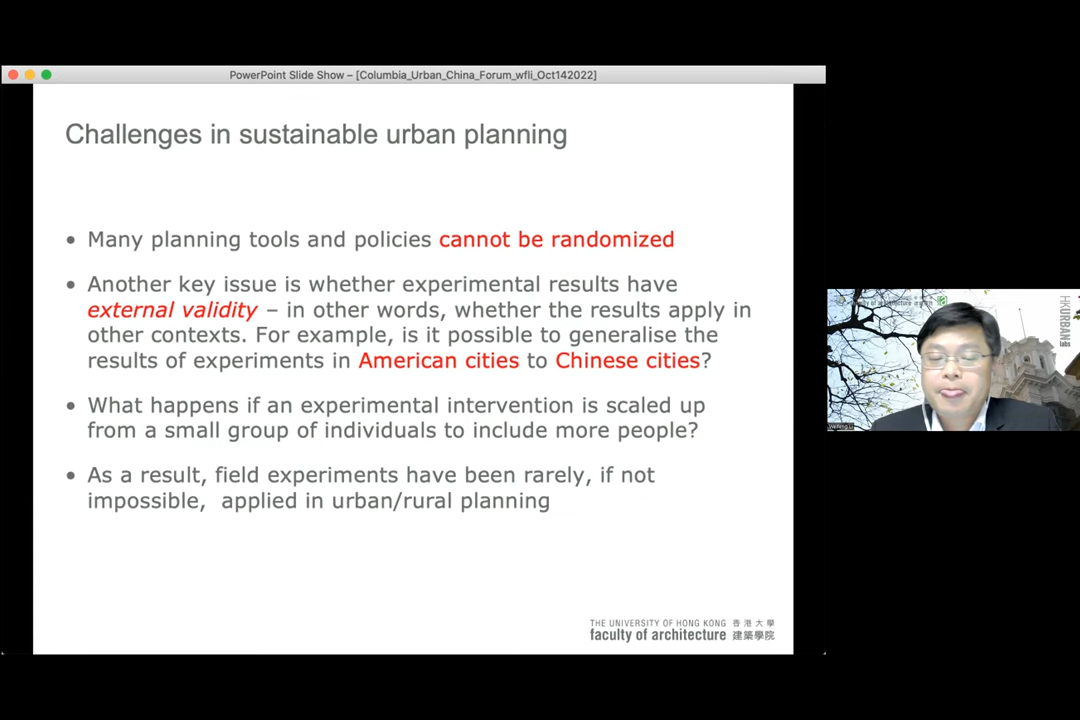 PowerPoint Slide Show – [Columbia_Urban_China_Forum_wfli_Oct142022]
Challenges in sustainable urban planning
• Many planning tools and policies cannot be randomized
• Another key issue is whether experimental results have
external validity – in other words, whether the results apply in
other contexts. For example, is it possible to generalise the
results of experiments in American cities to Chinese cities?
• What happens if an experimental intervention is scaled up
from a small group of individuals to include more people?
• As a result, field experiments have been rarely, if not
impossible, applied in urban/rural planning
THE UNIVERSITY OF HONG KONG 香港大學
faculty of architecture 建築學院
HKURBAN
Weifeng Li